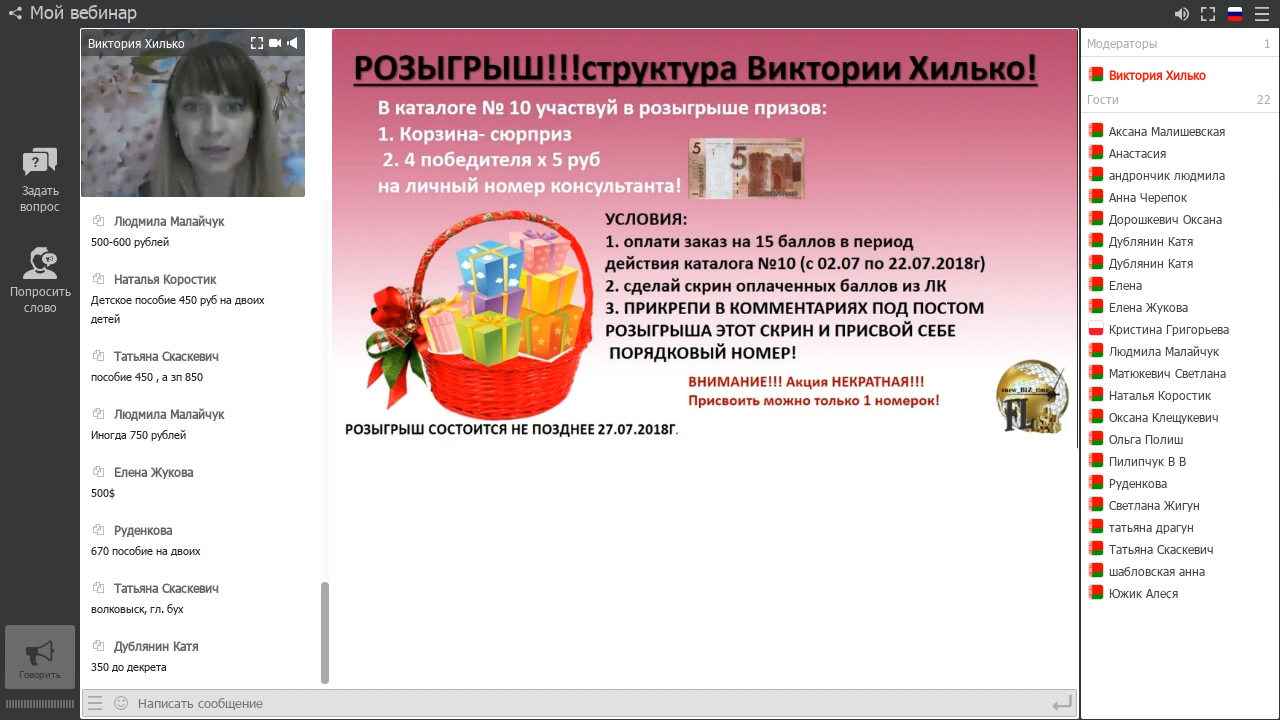 Мой вебинар
Задать
вопрос
Попросить
слово
Говорить
Виктория Хилько
Людмила Малайчук
500-600 рублей
Наталья Коростик
Детское пособие 450 руб на двоих
детей
Татьяна Скаскевич
пособие 450 , а зп 850
Людмила Малайчук
Иногда 750 рублей
Елена Жукова
500$
Руденкова
670 пособие на двоих
Татьяна Скаскевич
волковыск, гл. бух
Дублянин Катя
350 до декрета
Написать сообщение
РОЗЫГРЫШ!!!структура Виктории Хилько!
В каталоге № 10 участвуй в розыгрыше призов:
1. Корзина- сюрприз
2. 4 победителя х 5 руб
на личный номер консультанта!
5
УСЛОВИЯ:
1. оплати заказ на 15 баллов в период
действия каталога №10 (с 02.07 по 22.07.2018г)
2. сделай скрин оплаченных баллов из ЛК
3. ПРИКРЕПИ В КОММЕНТАРИЯХ ПОД ПОСТОМ
РОЗЫГРЫША ЭТОТ СКРИН И ПРИСВОЙ СЕБЕ
ПОРЯДКОВЫЙ НОМЕР!
ВНИМАНИЕ!!! Акция НЕКРАТНАЯ!!!
Присвоить можно только 1 номерок!
#new_BIZ_time
РОЗЫГРЫШ СОСТОИТСЯ НЕ ПОЗДНЕЕ 27.07.2018Г.
Модераторы 1
Виктория Хилько
Гости 22
Аксана Малишевская
Анастасия
андрончик людмила
Анна Черепок
Дорошкевич Оксана
Дублянин Катя
Дублянин Катя
Елена
Елена Жукова
Кристина Григорьева
Людмила Малайчук
Матюкевич Светлана
Наталья Коростик
Оксана Клещукевич
Ольга Полиш
Пилипчук В В
Руденкова
Светлана Жигун
татьяна драгун
Татьяна Скаскевич
шабловская анна
Южик Алеся